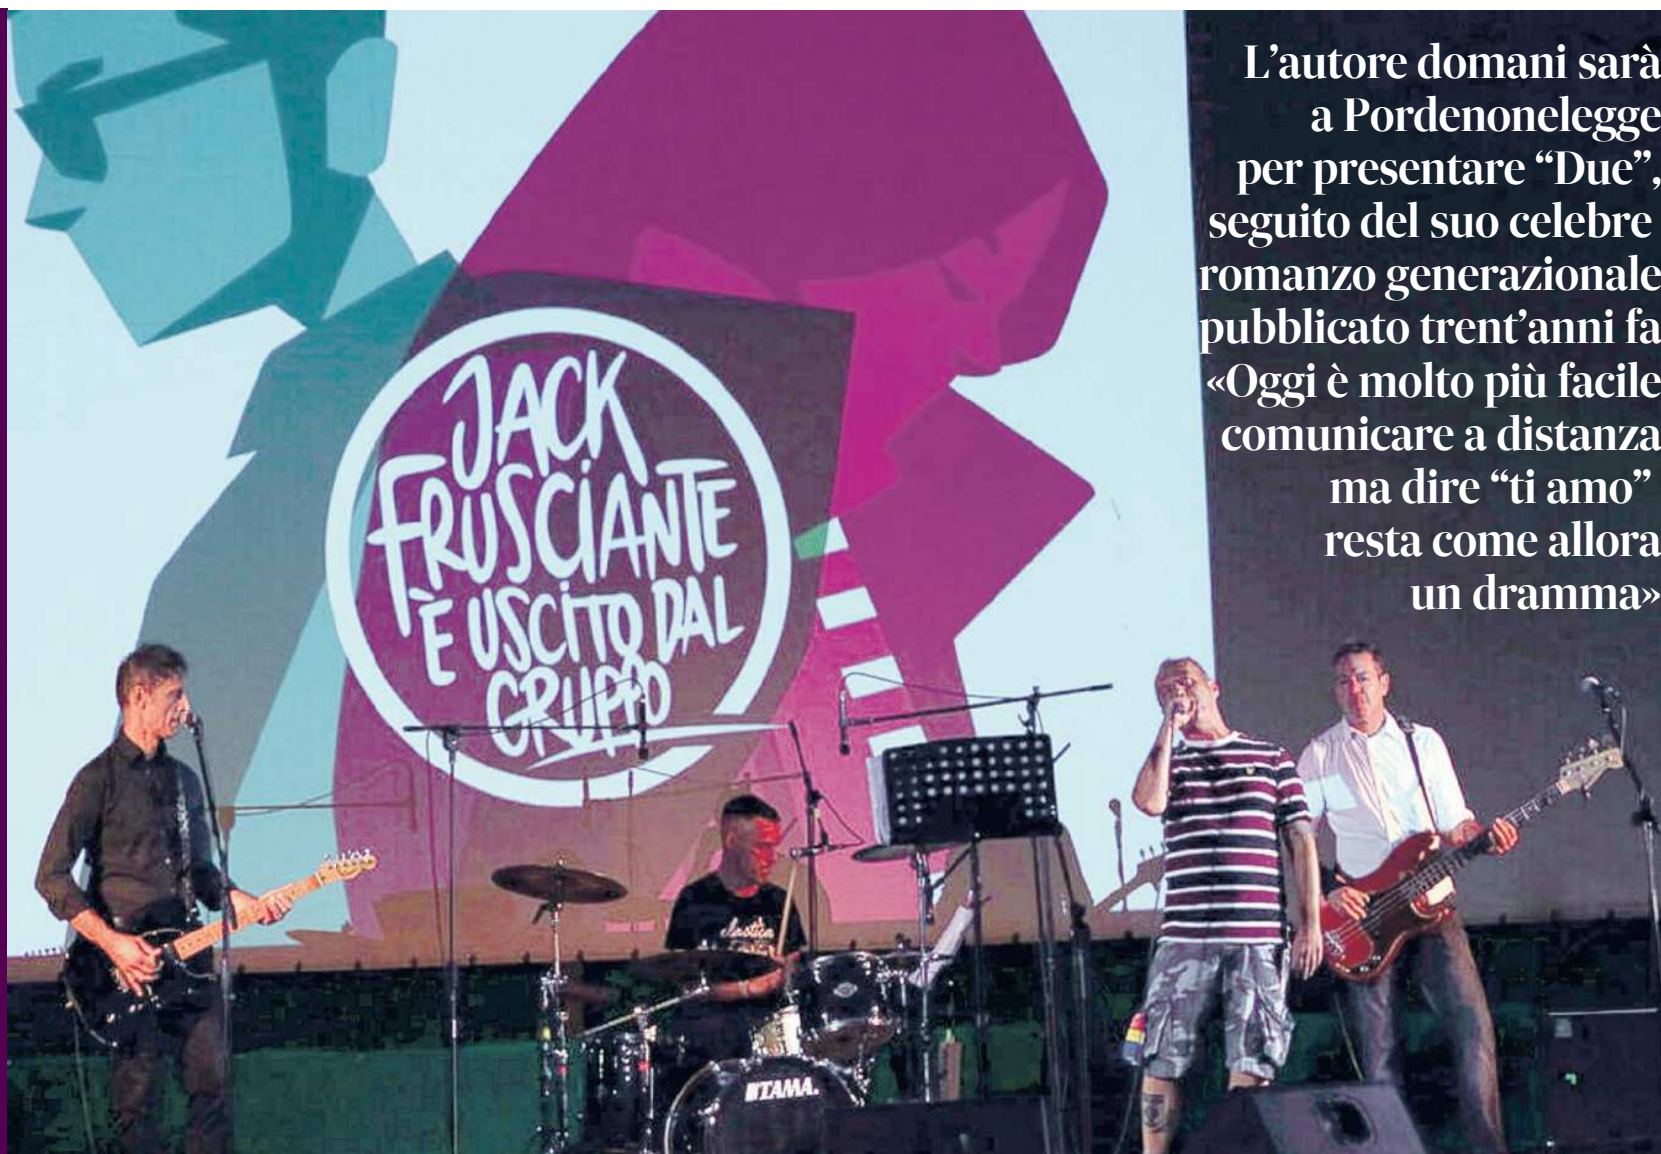 L’autore domani sarà
a Pordenonelegge
per presentare “Due”,
seguito del suo celebre
romanzo generazionale
pubblicato trent’anni fa
«Oggi è molto più facile
comunicare a distanza
ma dire “ti amo”
resta come allora
un dramma»
JACK
FRUSCIANTE
È USCITO DAL
GRUPPO
elastica
TAMA.